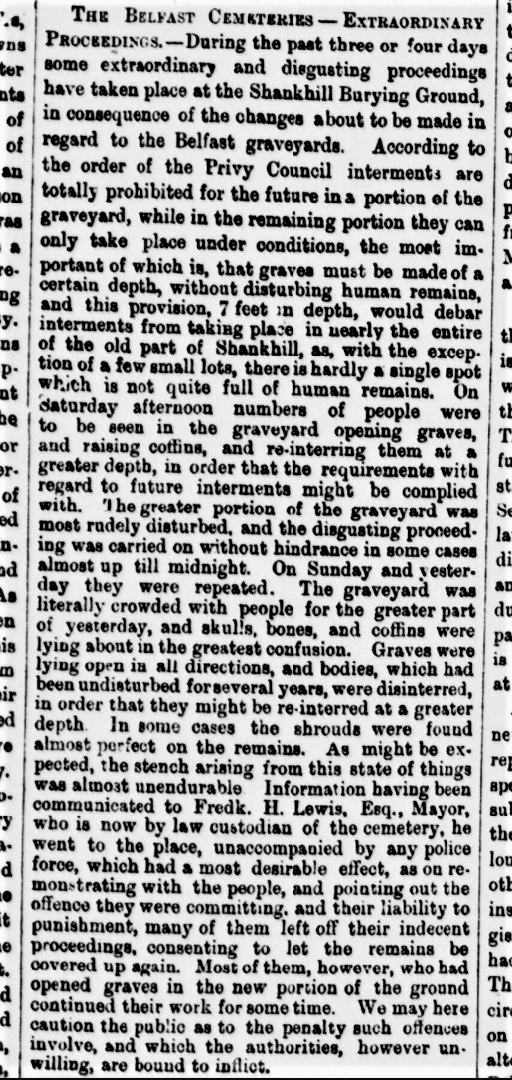 THE BELFAST CEMETERIES — EXTRAORDINARY
PROCEEDINGS.—During the past three or four days
some extraordinary and disgusting proceedings
have taken place at the Shankhill Burying Ground,
in consequence of the changes about to be made in
regard to the Belfast graveyards. According to
the order of the Privy Council interments are
totally prohibited for the future in a portion of the
graveyard, while in the remaining portion they can
only take place under conditions, the most im-
portant of which is, that graves must be made of a
certain depth, without disturbing human remains,
and this provision, 7 feet in depth, would debar
interments from taking place in nearly the entire
of the old part of Shankhill, as, with the excep-
tion of a few small lots, there is hardly a single spot
which is not quite full of human remains. On
Saturday afternoon numbers of people were
to be seen in the graveyard opening graves,
and raising coffins, and re-interring them at a
greater depth, in order that the requirements with
regard to future interments might be complied
with. The greater portion of the graveyard was
most rudely disturbed, and the disgusting proceed-
ing was carried on without hindrance in some cases
almost up till midnight. On Sunday and yester-
day they were repeated. The graveyard was
literally crowded with people for the greater part
of yesterday, and skulls, bones, and coffins were
lying about in the greatest confusion. Graves were
lying open in all directions, and bodies, which had
been undisturbed for several years, were disinterred,
in order that they might be re-interred at a greater
depth. In some cases the shrouds were found
almost perfect on the remains. As might be ex-
pected, the stench arising from this state of things
was almost unendurable Information having been
communicated to Fredk. H. Lewis, Esq., Mayor,
who is now by law custodian of the cemetery, he
went to the place, unaccompanied by any police
force, which had a most desirable effect, as on re-
monstrating with the people, and pointing out the
offence they were committing, and their liability to
punishment, many of them left off their indecent
proceedings, consenting to let the remains be
covered up again. Most of them, however, who had
opened graves in the new portion of the ground
continued their work for some time. We may here
caution the public as to the penalty such offences
involve, and which the authorities, however un-
willing, are bound to inflict.